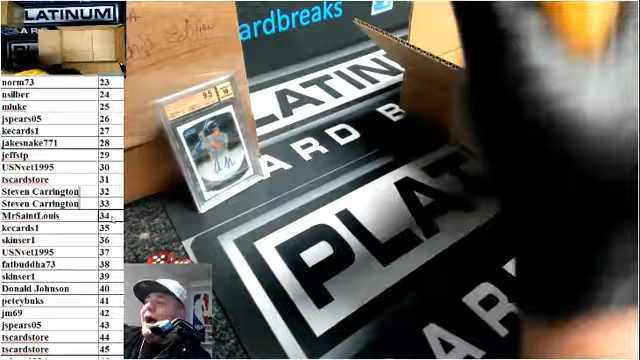 PLATINUM
ardbreaks
LATIN
ARD B
PLAT
ARD
9.5
norm73 23
nsilber 24
mluke 25
jspears05 26
kecards1 27
jakesnake771 28
jeffstp 29
USNvet1995 30
tscardstore 31
Steven Carrington 32
Steven Carrington 33
MrSaintLouis 34
kecards1 35
skinser1 36
USNvet1995 37
fatbuddha73 38
skinser1 39
Donald Johnson 40
peteybuks 41
jm69 42
jspears05 43
tscardstore 44
tscardstore 45